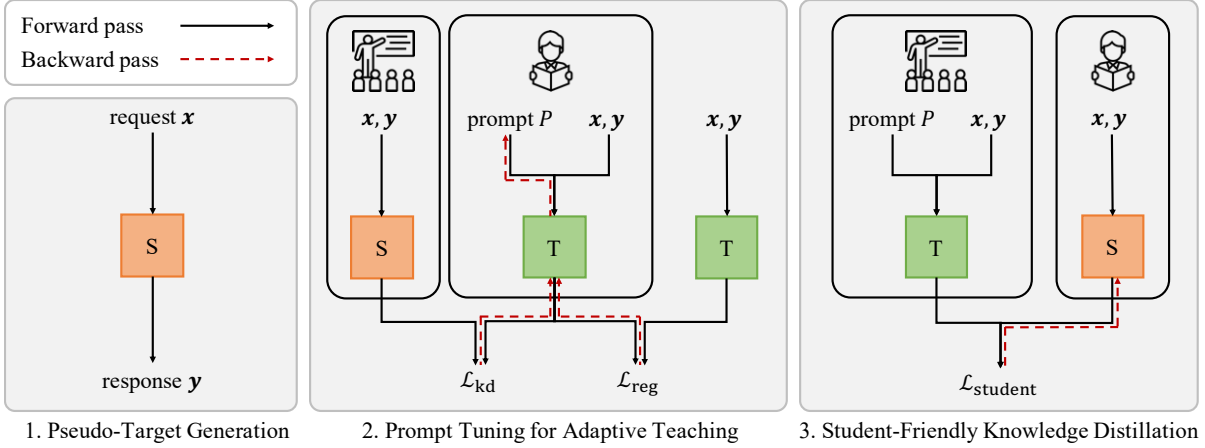 Forward pass
Backward pass
request x
S
response y
1. Pseudo-Target Generation
x, y
prompt P
x, y
x, y
S
T
T
ℒkd
ℒreg
2. Prompt Tuning for Adaptive Teaching
prompt P
x, y
x, y
T
S
ℒstudent
3. Student-Friendly Knowledge Distillation